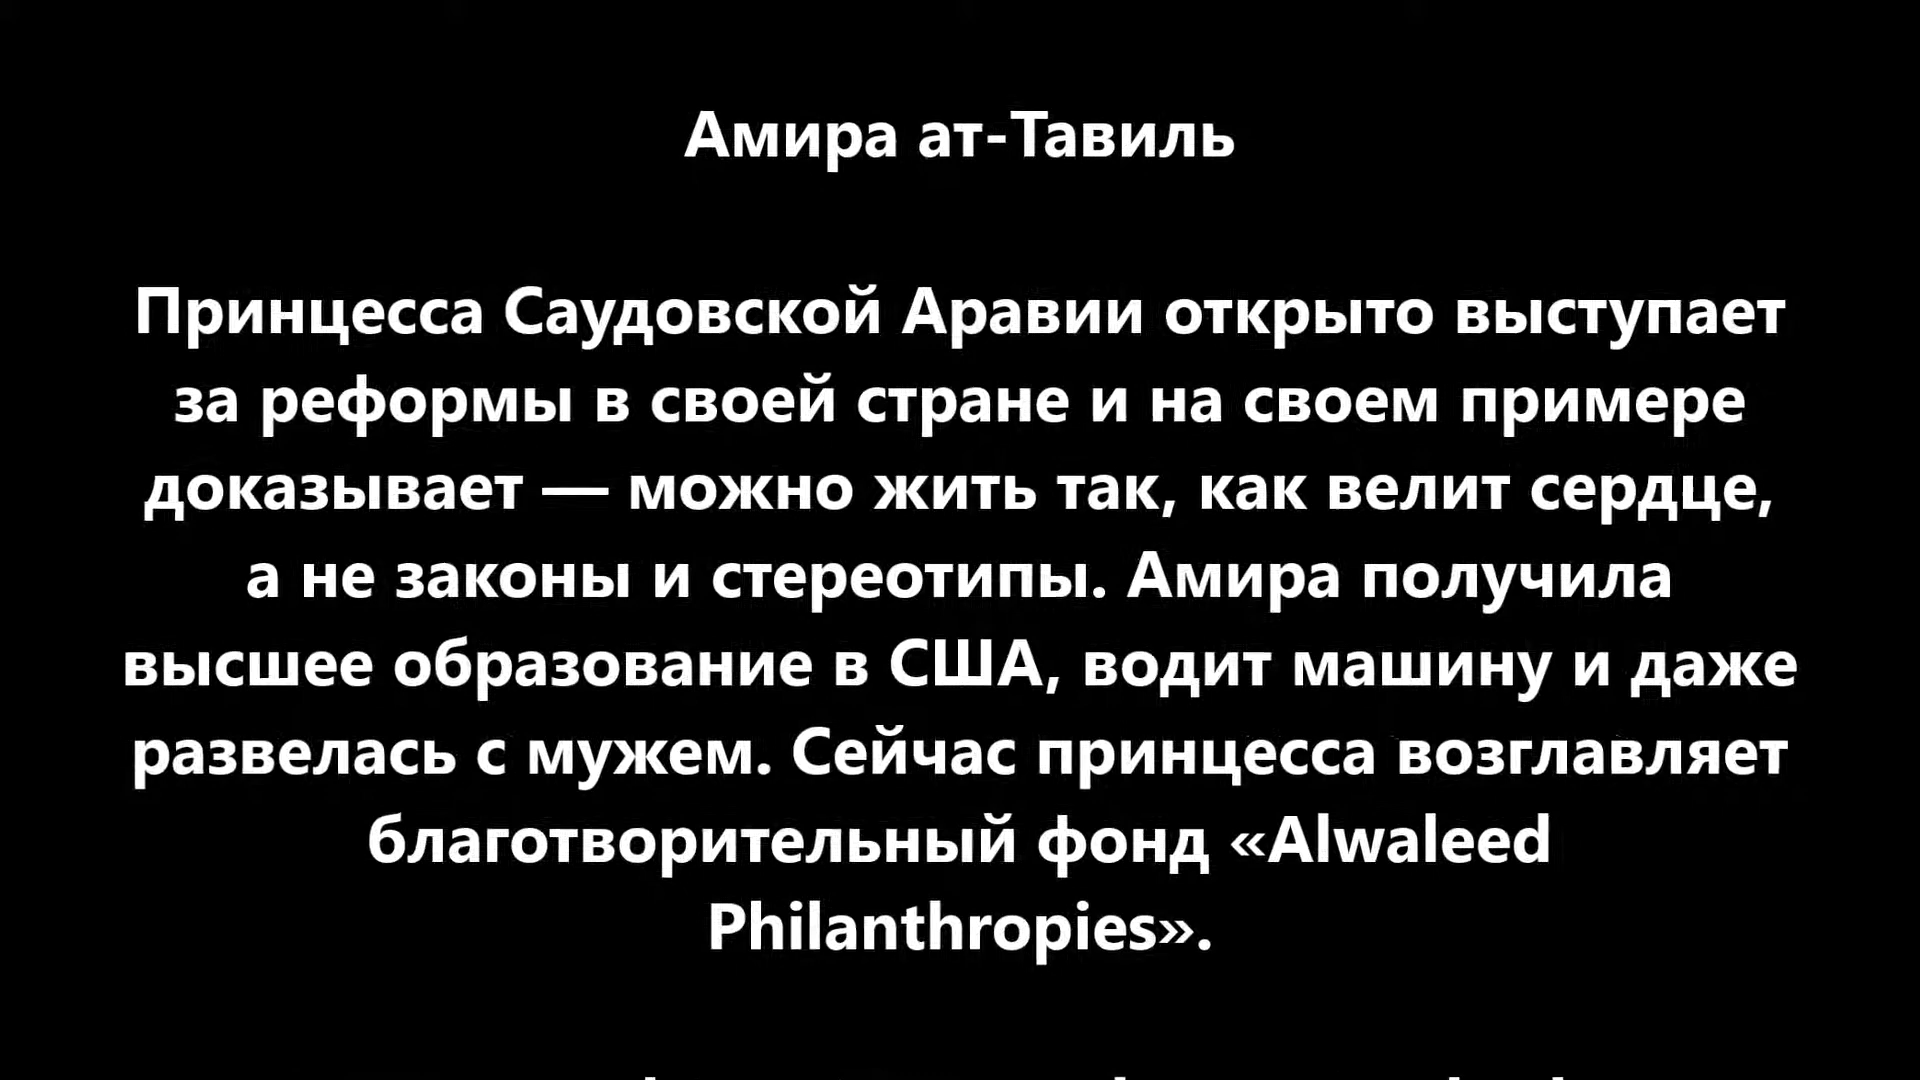 Амира ат-Тавиль
Принцесса Саудовской Аравии открыто выступает
за реформы в своей стране и на своем примере
доказывает — можно жить так, как велит сердце,
а не законы и стереотипы. Амира получила
высшее образование в США, водит машину и даже
развелась с мужем. Сейчас принцесса возглавляет
благотворительный фонд «Alwaleed
Philanthropies».